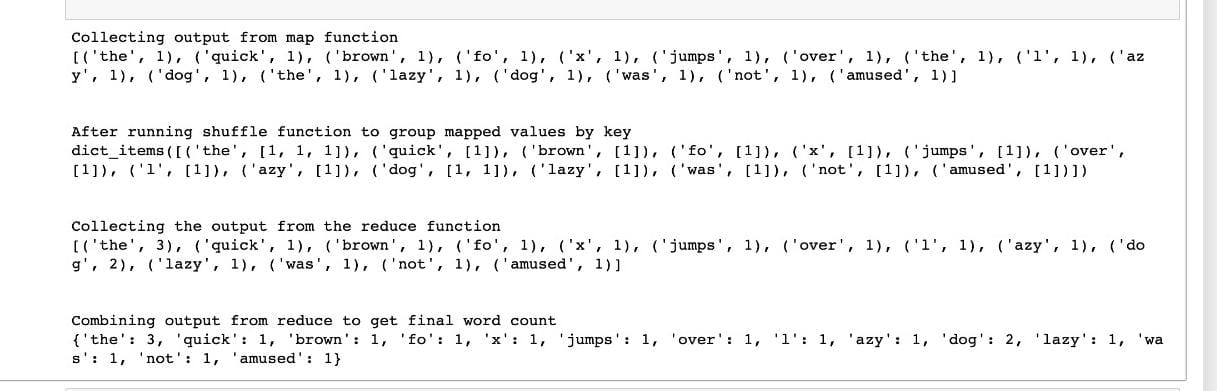 Collecting output from map function
[('the', 1), ('quick', 1), ('brown', 1), ('fo', 1), ('x', 1), ('jumps', 1), ('over', 1), ('the', 1), ('l', 1), ('az
y', 1), ('dog', 1), ('the', 1), ('lazy', 1), ('dog', 1), ('was', 1), ('not', 1), ('amused', 1)]
After running shuffle function to group mapped values by key
dict_items([('the', [1, 1, 1]), ('quick', [1]), ('brown', [1]), ('fo', [1]), ('x', [1]), ('jumps', [1]), ('over',
[1]), ('l', [1]), ('azy', [1]), ('dog', [1, 1]), ('lazy', [1]), ('was', [1]), ('not', [1]), ('amused', [1])])
Collecting the output from the reduce function
[('the', 3), ('quick', 1), ('brown', 1), ('fo', 1), ('x', 1), ('jumps', 1), ('over', 1), ('l', 1), ('azy', 1), ('do
g', 2), ('lazy', 1), ('was', 1), ('not', 1), ('amused', 1)]
Combining output from reduce to get final word count
{'the': 3, 'quick': 1, 'brown': 1, 'fo': 1, 'x': 1, 'jumps': 1, 'over': 1, 'l': 1, 'azy': 1, 'dog': 2, 'lazy': 1, 'wa
s': 1, 'not': 1, 'amused': 1}